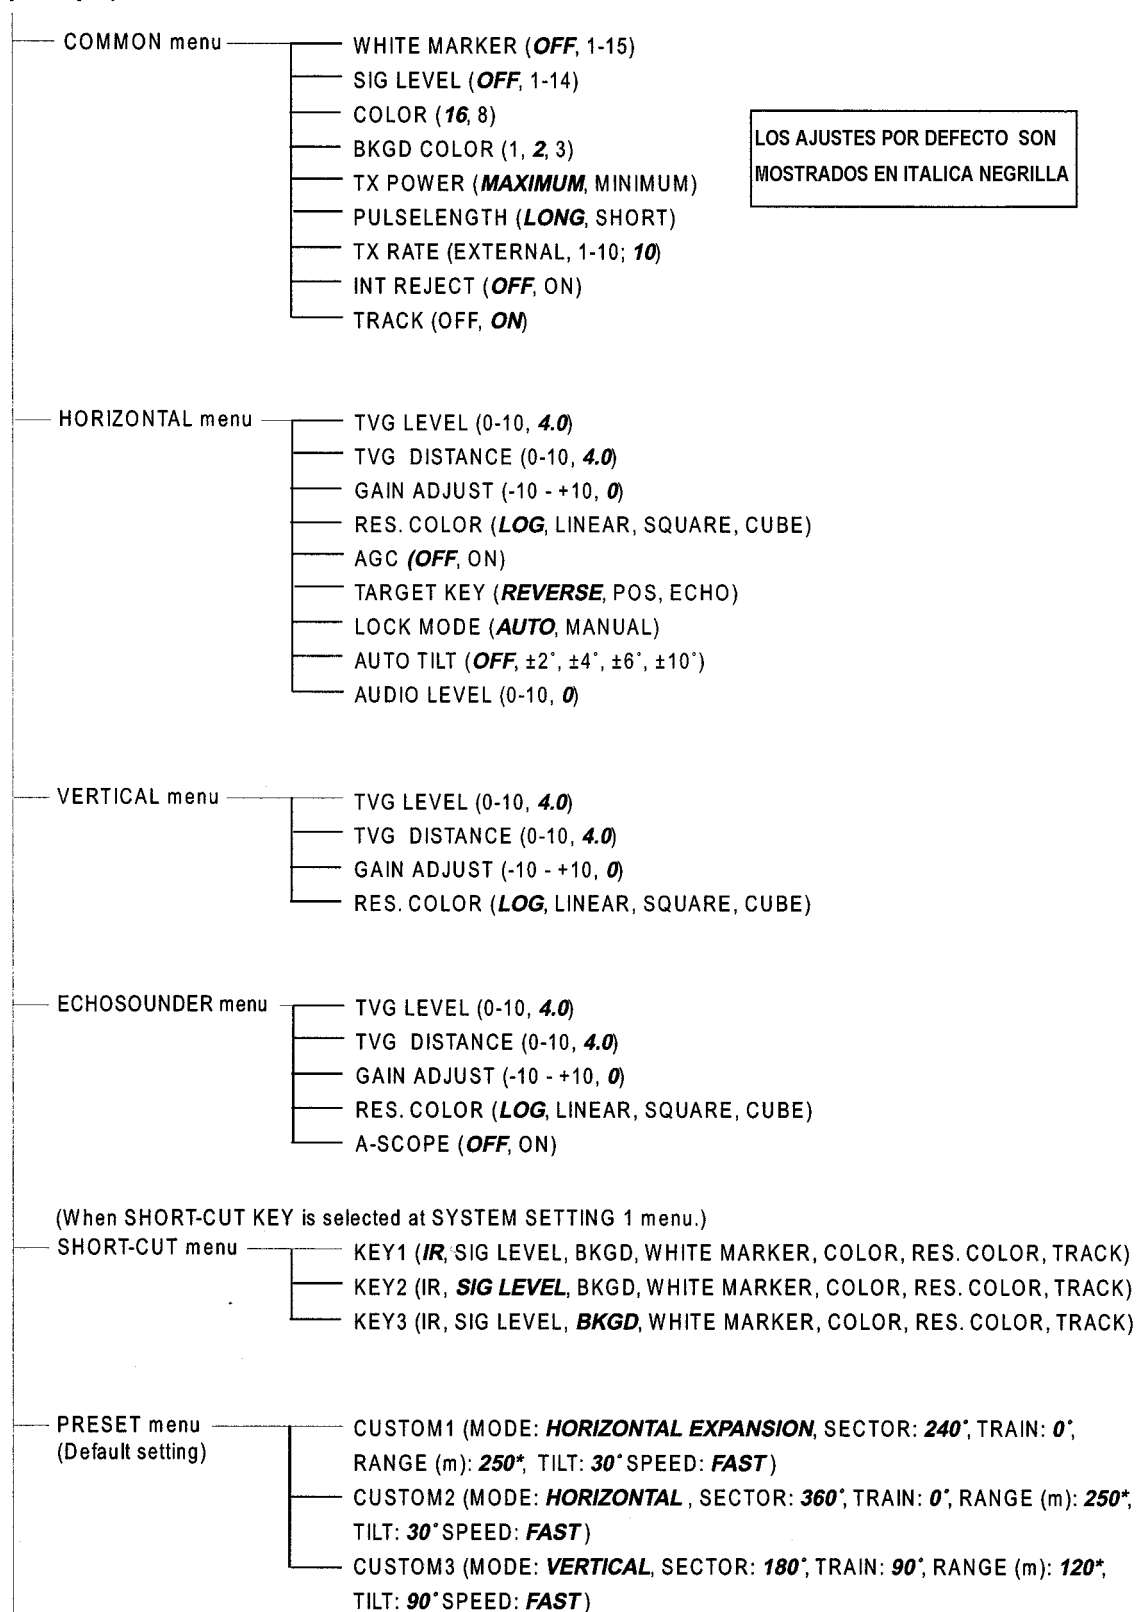 COMMON menu
WHITE MARKER (OFF, 1-15)
SIG LEVEL (OFF, 1-14)
COLOR (16, 8)
BKGD COLOR (1, 2, 3)
TX POWER (MAXIMUM, MINIMUM)
PULSELENGTH (LONG, SHORT)
TX RATE (EXTERNAL, 1-10; 10)
INT REJECT (OFF, ON)
TRACK (OFF, ON)
LOS AJUSTES POR DEFECTO SON
MOSTRADOS EN ITALICA NEGRILLA
HORIZONTAL menu
TVG LEVEL (0-10, 4.0)
TVG DISTANCE (0-10, 4.0)
GAIN ADJUST (-10 - +10, 0)
RES. COLOR (LOG, LINEAR, SQUARE, CUBE)
AGC (OFF, ON)
TARGET KEY (REVERSE, POS, ECHO)
LOCK MODE (AUTO, MANUAL)
AUTO TILT (OFF, ±2°, ±4°, ±6°, ±10°)
AUDIO LEVEL (0-10, 0)
VERTICAL menu
TVG LEVEL (0-10, 4.0)
TVG DISTANCE (0-10, 4.0)
GAIN ADJUST (-10 - +10, 0)
RES. COLOR (LOG, LINEAR, SQUARE, CUBE)
ECHOSOUNDER menu
TVG LEVEL (0-10, 4.0)
TVG DISTANCE (0-10, 4.0)
GAIN ADJUST (-10 - +10, 0)
RES. COLOR (LOG, LINEAR, SQUARE, CUBE)
A-SCOPE (OFF, ON)
(When SHORT-CUT KEY is selected at SYSTEM SETTING 1 menu.)
SHORT-CUT menu
KEY1 (IR, SIG LEVEL, BKGD, WHITE MARKER, COLOR, RES. COLOR, TRACK)
KEY2 (IR, SIG LEVEL, BKGD, WHITE MARKER, COLOR, RES. COLOR, TRACK)
KEY3 (IR, SIG LEVEL, BKGD, WHITE MARKER, COLOR, RES. COLOR, TRACK)
PRESET menu
(Default setting)
CUSTOM1 (MODE: HORIZONTAL EXPANSION, SECTOR: 240°, TRAIN: 0°,
RANGE (m): 250*, TILT: 30° SPEED: FAST)
CUSTOM2 (MODE: HORIZONTAL , SECTOR: 360°, TRAIN: 0°, RANGE (m): 250*,
TILT: 30° SPEED: FAST)
CUSTOM3 (MODE: VERTICAL, SECTOR: 180°, TRAIN: 90°, RANGE (m): 120*,
TILT: 90° SPEED: FAST)